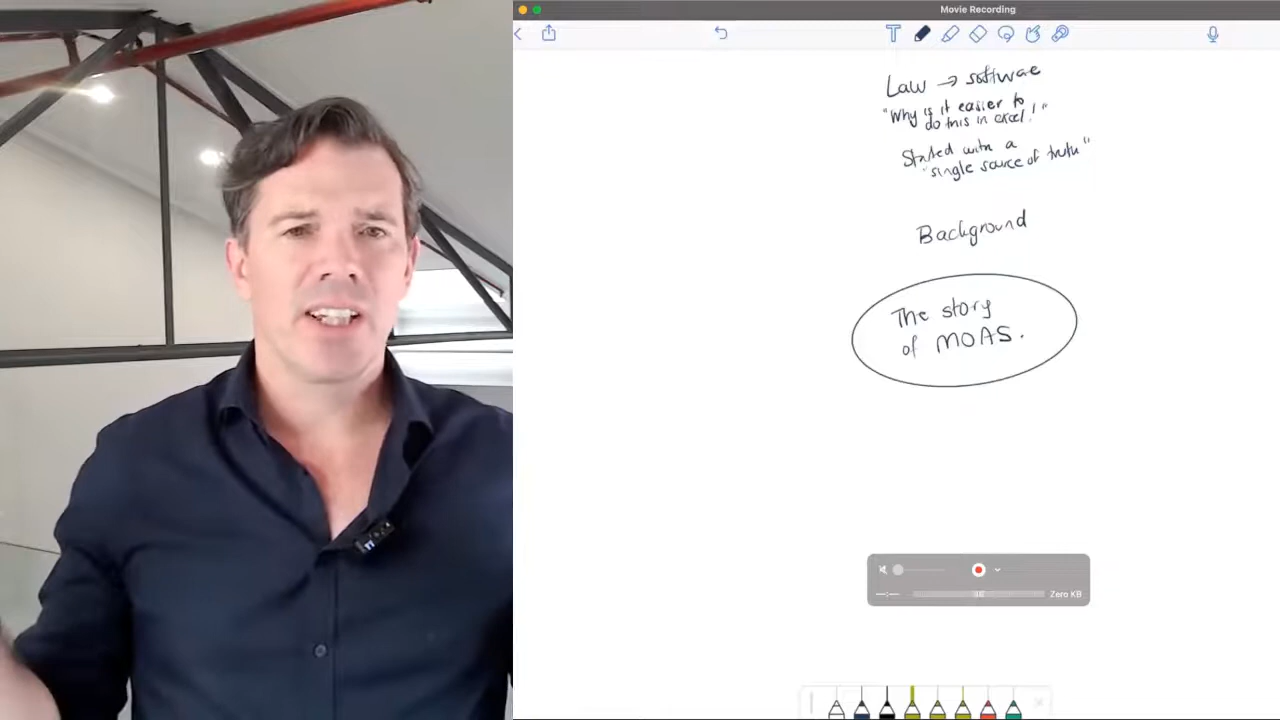 Movie Recording
Law → software
"Why is it easier to
do this in excel!"
Started with a
"single source of truth"
Background
The story
of MOAS.
Zero KB